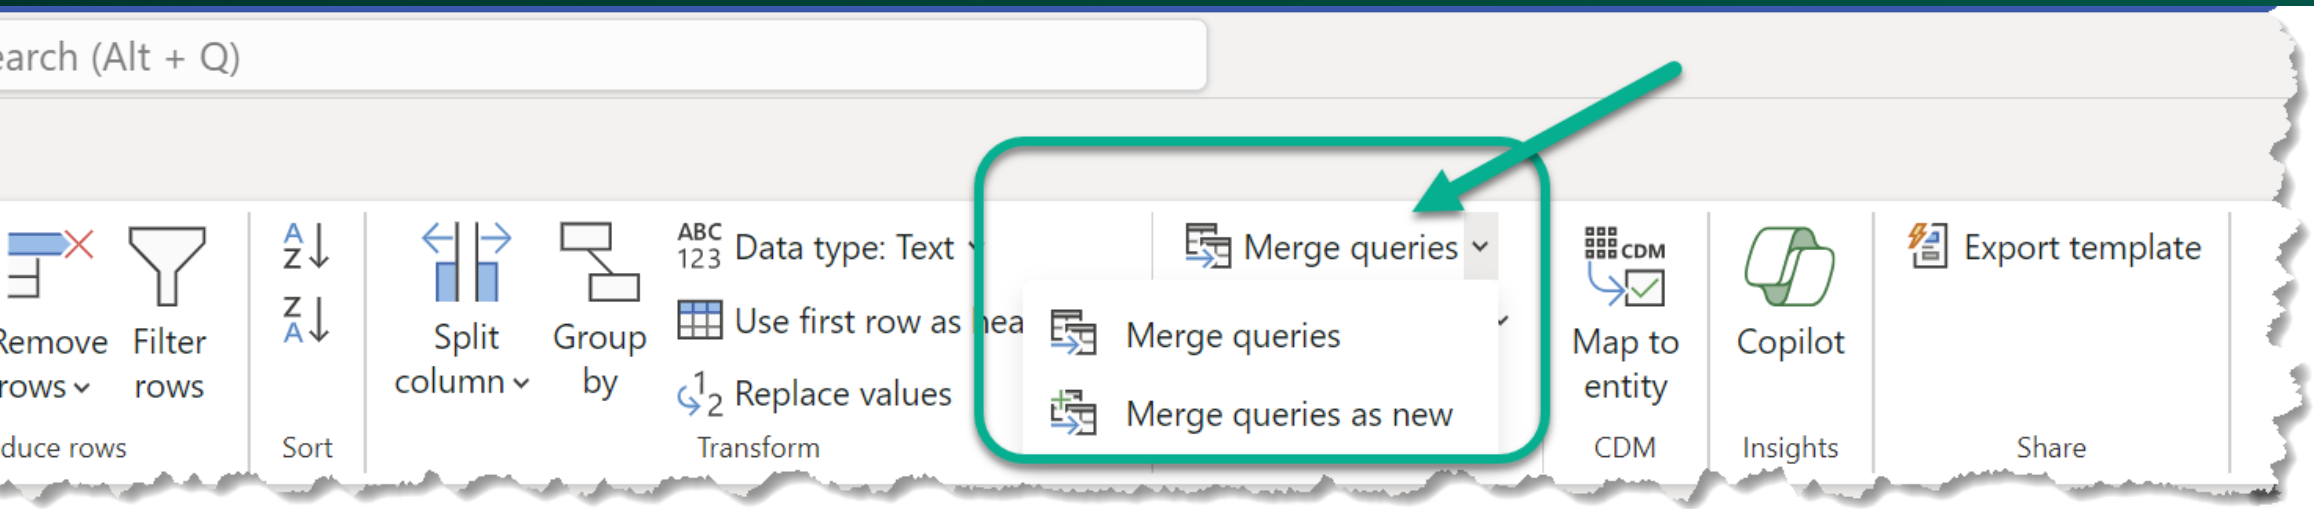 earch (Alt + Q)
ABC
123
Data type: Text
Merge queries
CDM
Export template
A
Z
Z
A
Use first row as hea
Remove
rows
Filter
rows
Split
column
Group
by
1
2
Replace values
Merge queries
Merge queries as new
Map to
entity
Copilot
duce rows
Sort
Transform
CDM
Insights
Share